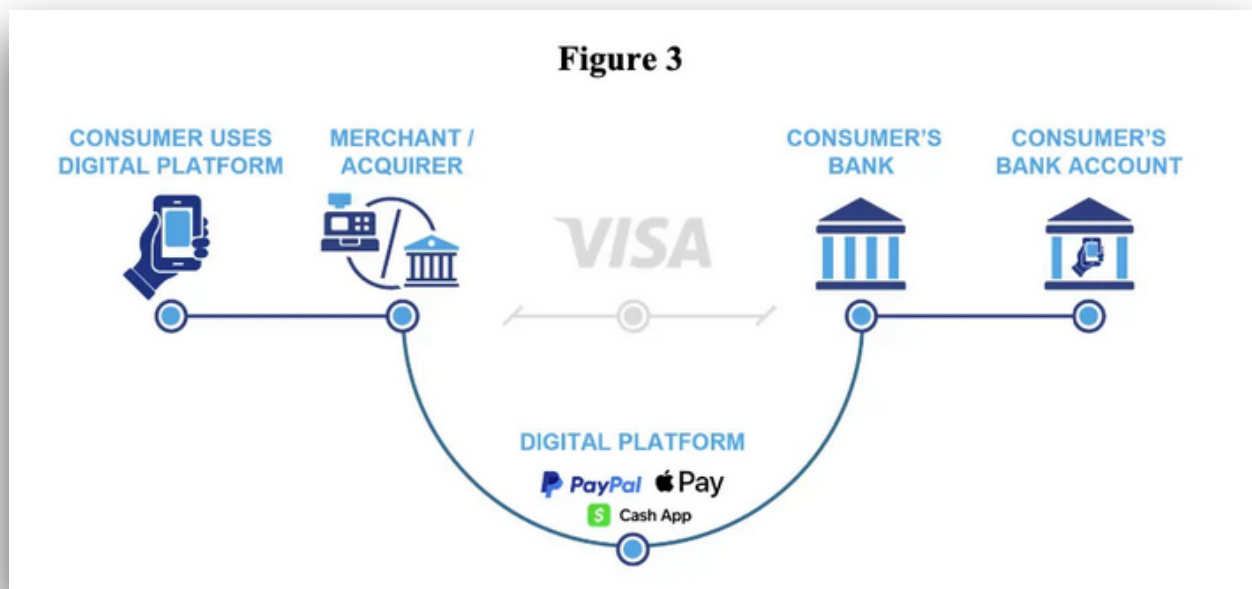 Figure 3
CONSUMER USES
DIGITAL PLATFORM
MERCHANT /
ACQUIRER
VISA
CONSUMER'S
BANK
CONSUMER'S
BANK ACCOUNT
DIGITAL PLATFORM
PayPal Pay
$ Cash App